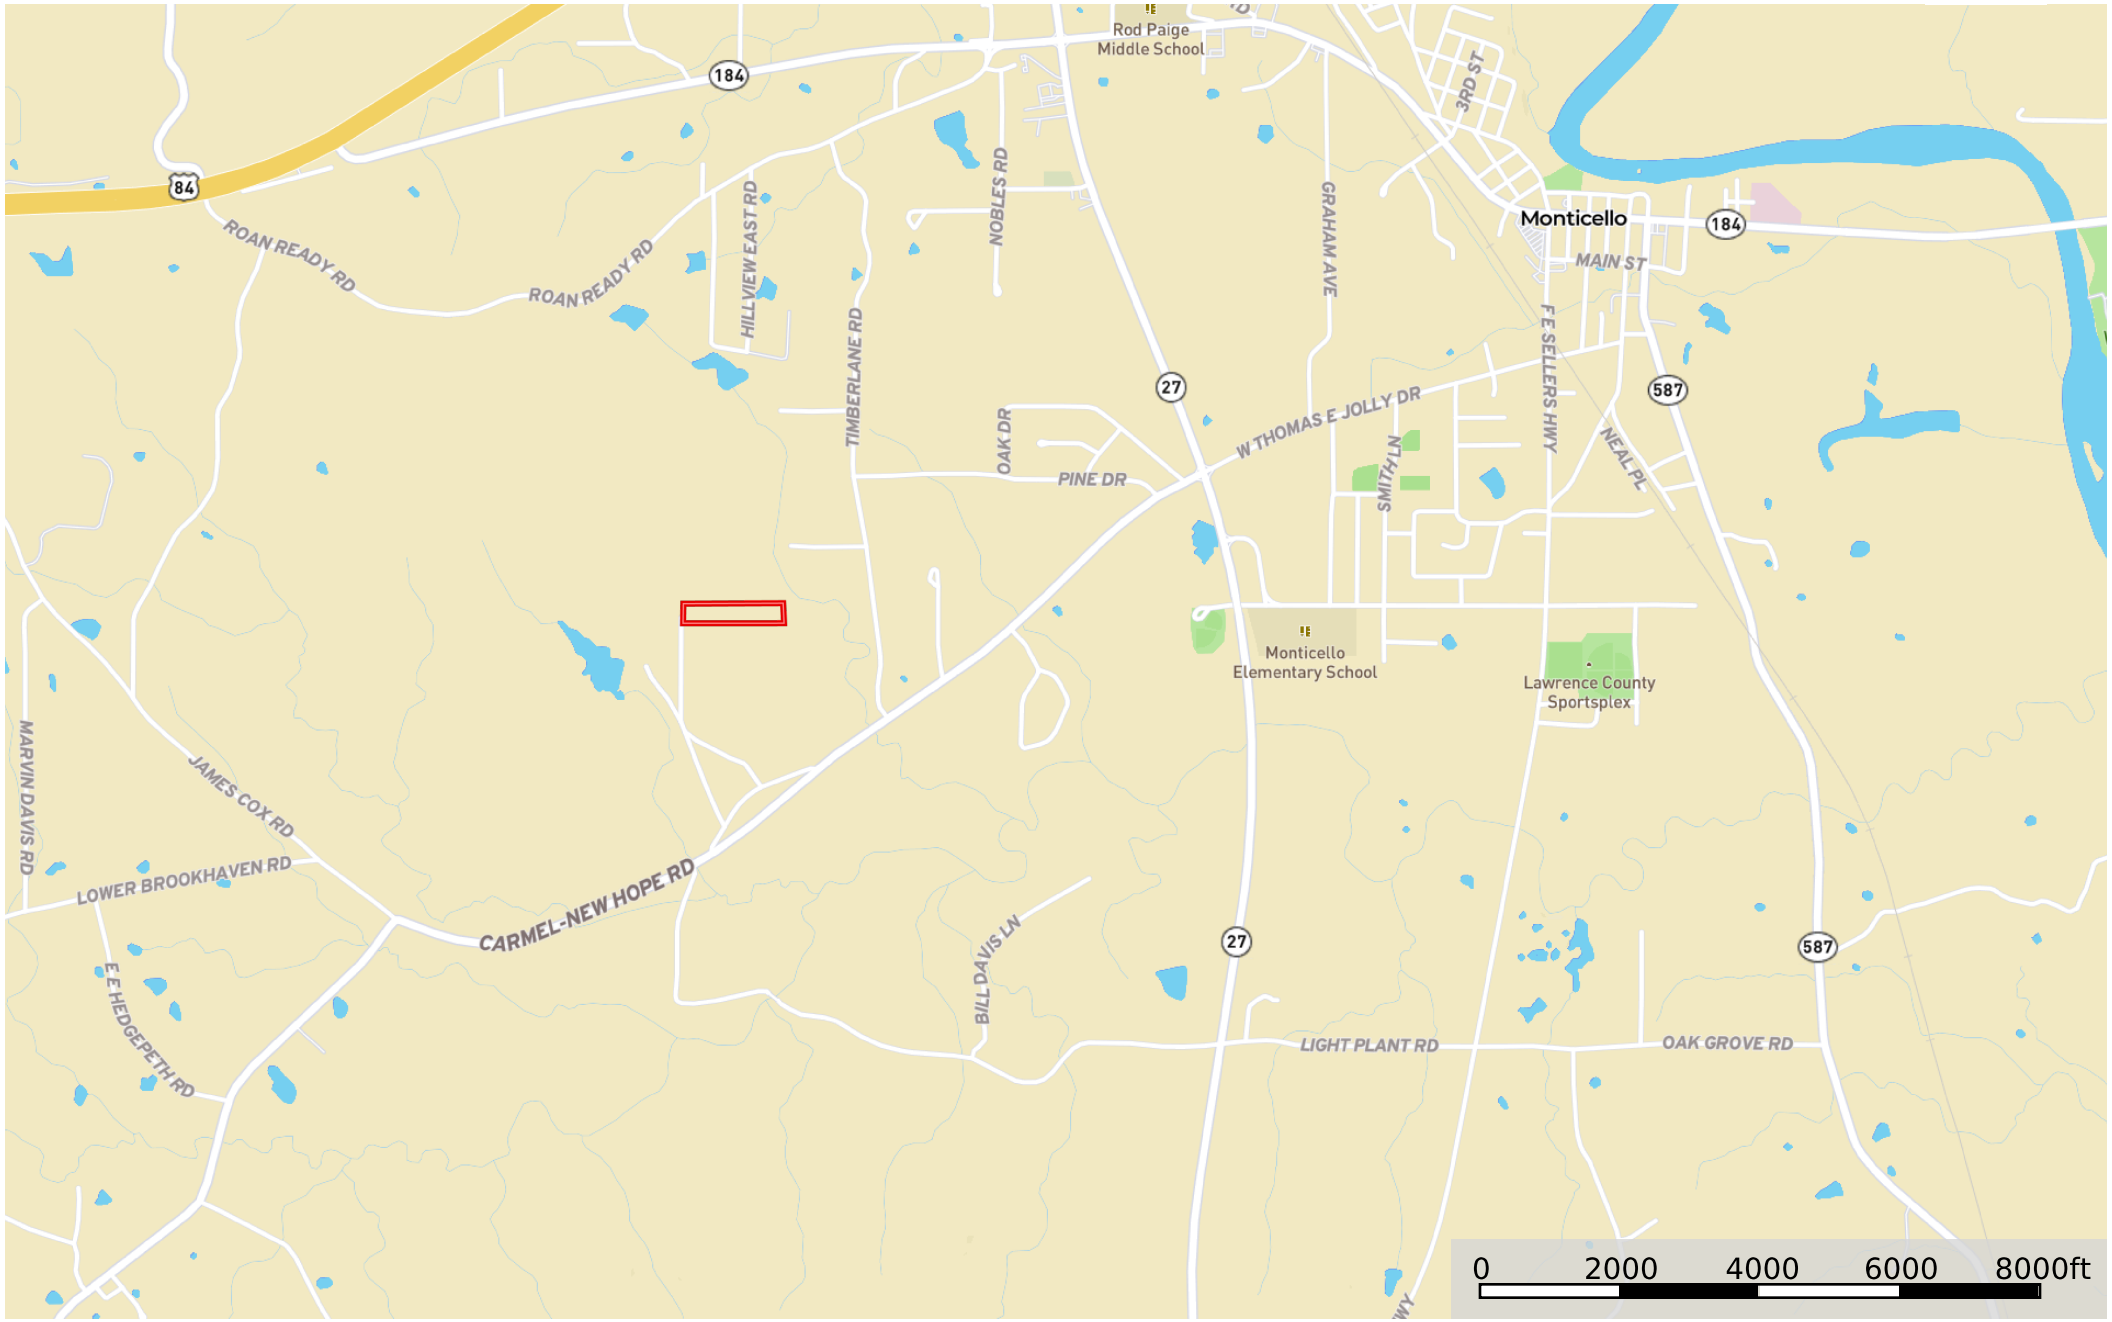 Rod Paige
Middle School
184
3RD ST
84
ROAN READY RD
ROAN READY RD
HILLVIEW EAST RD
NOBLES RD
GRAHAM AVE
Monticello
184
MAIN ST
TIMBERLANE RD
27
W THOMAS E JOLLY DR
F E SELLERS HWY
587
OAK DR
PINE DR
SMITH LN
NEAL PL
Monticello
Elementary School
Lawrence County
Sportsplex
MARVIN DAVIS RD
JAMES COX RD
LOWER BROOKHAVEN RD
CARMEL-NEW HOPE RD
BILL DAVIS LN
27
587
E E HEDGEPETH RD
LIGHT PLANT RD
OAK GROVE RD
0 2000 4000 6000 8000ft